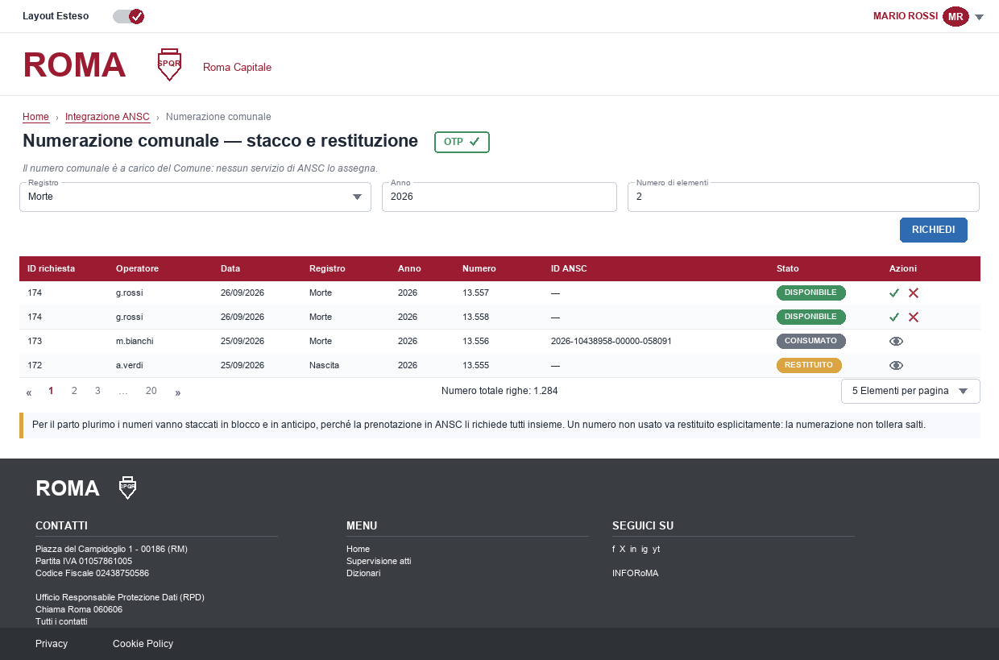 Layout Esteso
MARIO ROSSI MR
ROMA SPQR Roma Capitale
Home › Integrazione ANSC › Numerazione comunale
Numerazione comunale — stacco e restituzione OTP
Il numero comunale è a carico del Comune: nessun servizio di ANSC lo assegna.
Registro Anno Numero di elementi
Morte 2026 2
RICHIEDI
ID richiesta Operatore Data Registro Anno Numero ID ANSC Stato Azioni
174 g.rossi 26/09/2026 Morte 2026 13.557 — DISPONIBILE
174 g.rossi 26/09/2026 Morte 2026 13.558 — DISPONIBILE
173 m.bianchi 25/09/2026 Morte 2026 13.556 2026-10438958-00000-058091 CONSUMATO
172 a.verdi 25/09/2026 Nascita 2026 13.555 — RESTITUITO
« 1 2 3 … 20 » Numero totale righe: 1.284 5 Elementi per pagina
Per il parto plurimo i numeri vanno staccati in blocco e in anticipo, perché la prenotazione in ANSC li richiede tutti insieme. Un numero non usato va restituito esplicitamente: la numerazione non tollera salti.
ROMA SPQR
CONTATTI
Piazza del Campidoglio 1 - 00186 (RM)
Partita IVA 01057861005
Codice Fiscale 02438750586
Ufficio Responsabile Protezione Dati (RPD)
Chiama Roma 060606
Tutti i contatti
MENU
Home
Supervisione atti
Dizionari
SEGUICI SU
f X in ig yt
INFORoMA
Privacy Cookie Policy